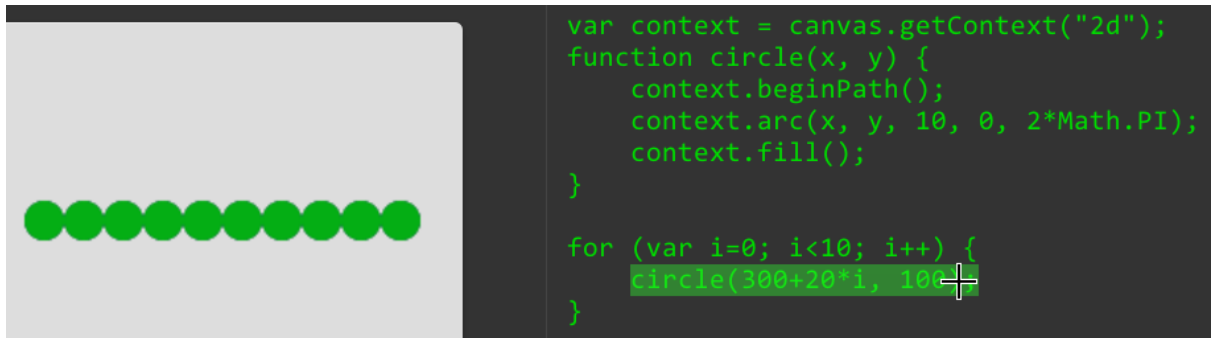 var context = canvas.getContext("2d");
function circle(x, y) {
    context.beginPath();
    context.arc(x, y, 10, 0, 2*Math.PI);
    context.fill();
}

for (var i=0; i<10; i++) {
    circle(300+20*i, 100);
}